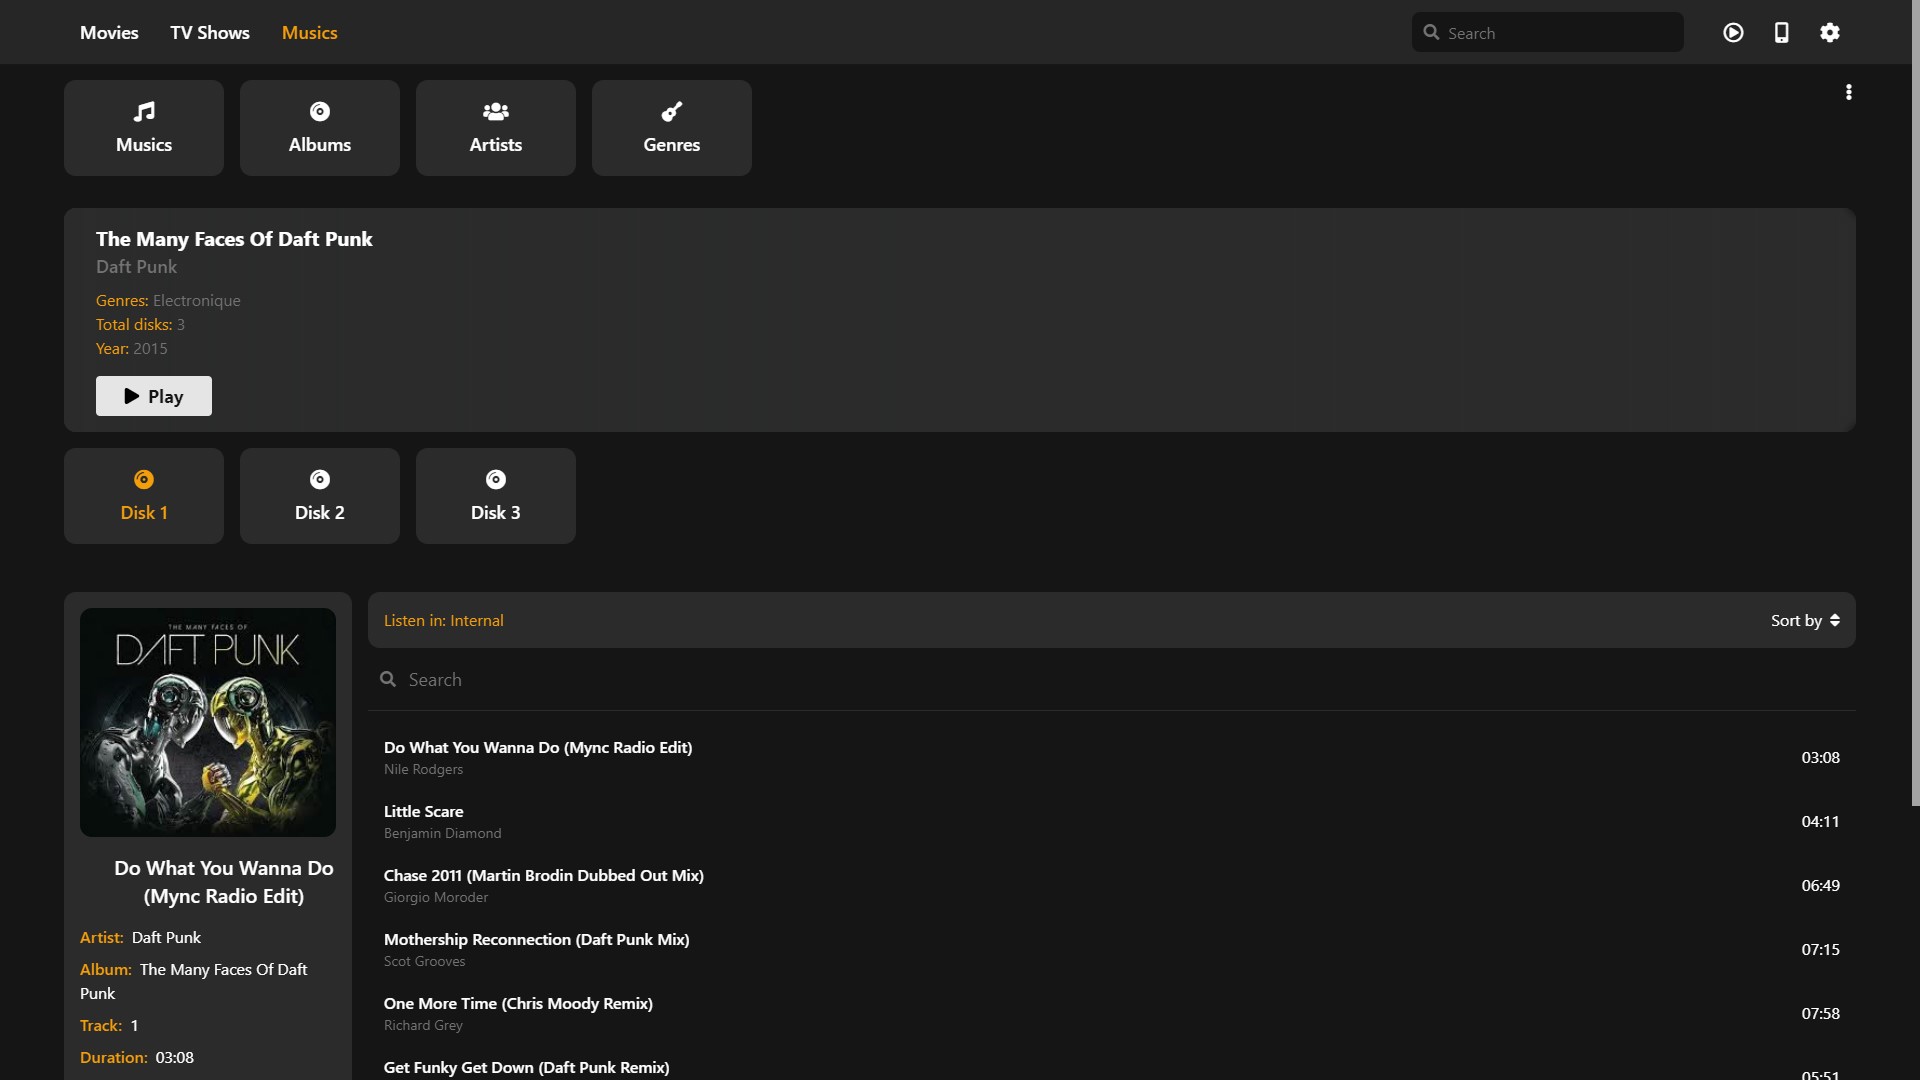 Movies
TV Shows
Musics
Search
Musics
Albums
Artists
Genres
The Many Faces Of Daft Punk
Daft Punk
Genres: Electronique
Total disks: 3
Year: 2015
Play
Disk 1
Disk 2
Disk 3
THE MANY FACES OF
DAFT PUNK
Do What You Wanna Do
(Mync Radio Edit)
Artist: Daft Punk
Album: The Many Faces Of Daft
Punk
Track: 1
Duration: 03:08
Listen in: Internal
Sort by
Search
Do What You Wanna Do (Mync Radio Edit)
Nile Rodgers
03:08
Little Scare
Benjamin Diamond
04:11
Chase 2011 (Martin Brodin Dubbed Out Mix)
Giorgio Moroder
06:49
Mothership Reconnection (Daft Punk Mix)
Scot Grooves
07:15
One More Time (Chris Moody Remix)
Richard Grey
07:58
Get Funky Get Down (Daft Punk Remix)
05:51